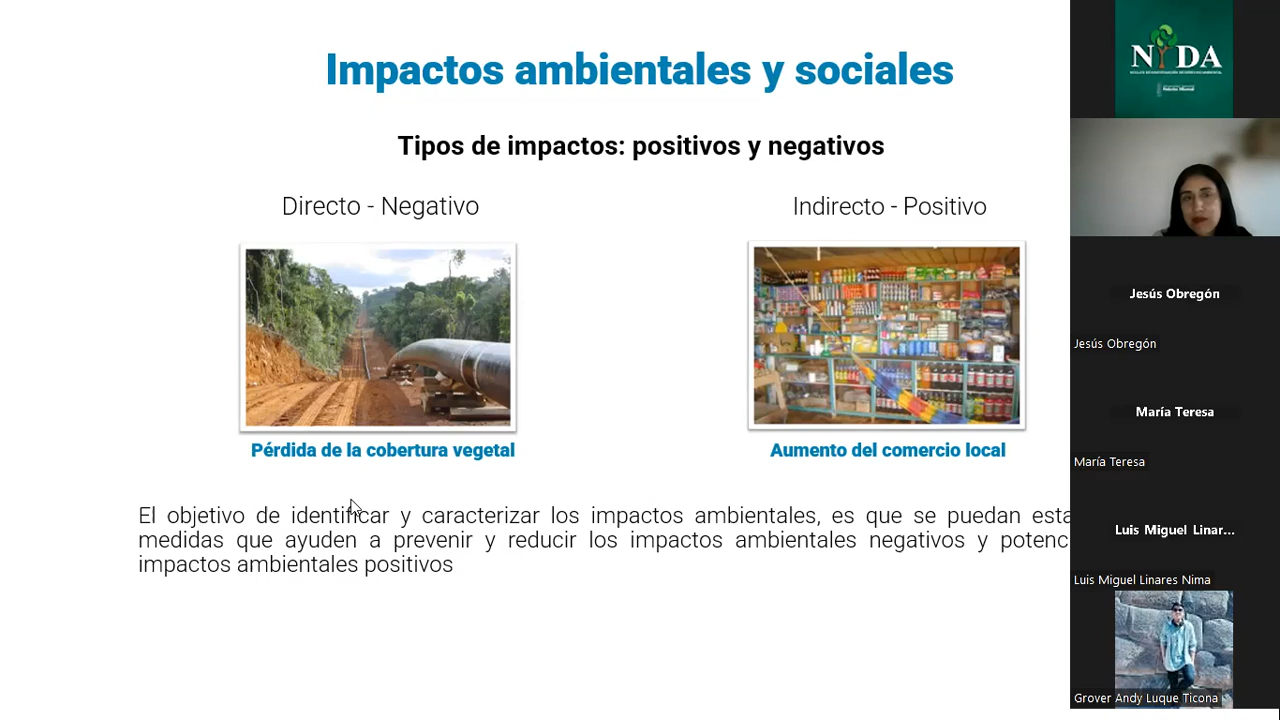 Impactos ambientales y sociales
Tipos de impactos: positivos y negativos
Directo - Negativo
Indirecto - Positivo
Pérdida de la cobertura vegetal
Aumento del comercio local
El objetivo de identificar y caracterizar los impactos ambientales, es que se puedan esta
medidas que ayuden a prevenir y reducir los impactos ambientales negativos y potenc
impactos ambientales positivos
NIDA
Jesús Obregón
Jesús Obregón
María Teresa
María Teresa
Luis Miguel Linar...
Luis Miguel Linares Nima
Grover Andy Luque Ticona